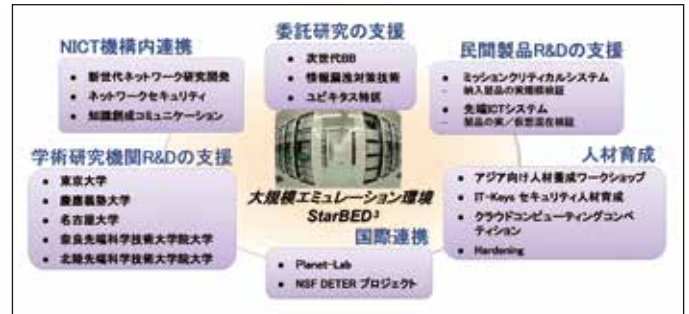 NICT機構内連携
● 新世代ネットワーク研究開発
● ネットワークセキュリティ
● 知識創成コミュニケーション
委託研究の支援
● 次世代BB
● 情報漏洩対策技術
● ユビキタス特区
民間製品R&Dの支援
● ミッションクリティカルシステム
– 納入製品の実規模検証
● 先端ICTシステム
– 製品の実／仮想混在検証
学術研究機関R&Dの支援
● 東京大学
● 慶應義塾大学
● 名古屋大学
● 奈良先端科学技術大学院大学
● 北陸先端科学技術大学院大学
大規模エミュレーション環境
StarBED³
人材育成
● アジア向け人材養成ワークショップ
● IT-Keys セキュリティ人材育成
● クラウドコンピューティングコンペ
ティション
● Hardening
国際連携
● Planet-Lab
● NSF DETER プロジェクト